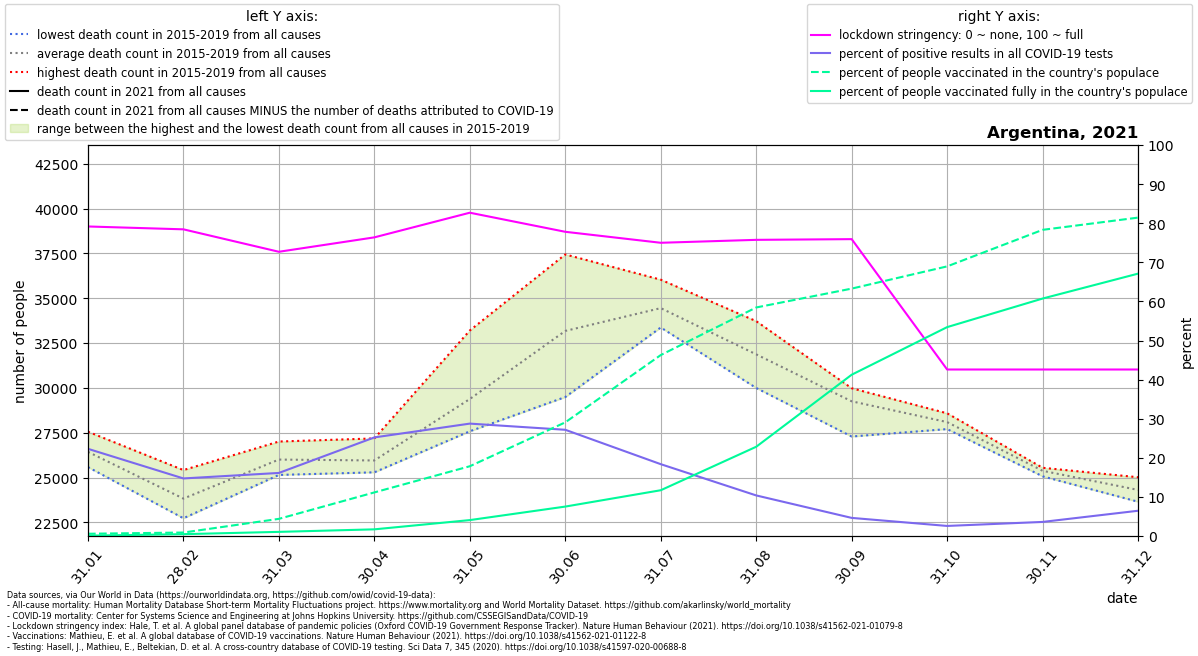 left Y axis:
lowest death count in 2015-2019 from all causes
average death count in 2015-2019 from all causes
highest death count in 2015-2019 from all causes
death count in 2021 from all causes
death count in 2021 from all causes MINUS the number of deaths attributed to COVID-19
range between the highest and the lowest death count from all causes in 2015-2019
right Y axis:
lockdown stringency: 0 ~ none, 100 ~ full
percent of positive results in all COVID-19 tests
percent of people vaccinated in the country's populace
percent of people vaccinated fully in the country's populace
Argentina, 2021
number of people
42500
40000
37500
35000
32500
30000
27500
25000
22500
100
90
80
70
60
50
40
30
20
10
0
percent
31.01
28.02
31.03
30.04
31.05
30.06
31.07
31.08
30.09
31.10
30.11
31.12
date
Data sources, via Our World in Data (https://ourworldindata.org, https://github.com/owid/covid-19-data):
- All-cause mortality: Human Mortality Database Short-term Mortality Fluctuations project. https://www.mortality.org and World Mortality Dataset. https://github.com/akarlinsky/world_mortality
- COVID-19 mortality: Center for Systems Science and Engineering at Johns Hopkins University. https://github.com/CSSEGISandData/COVID-19
- Lockdown stringency index: Hale, T. et al. A global panel database of pandemic policies (Oxford COVID-19 Government Response Tracker). Nature Human Behaviour (2021). https://doi.org/10.1038/s41562-021-01079-8
- Vaccinations: Mathieu, E. et al. A global database of COVID-19 vaccinations. Nature Human Behaviour (2021). https://doi.org/10.1038/s41562-021-01122-8
- Testing: Hasell, J., Mathieu, E., Beltekian, D. et al. A cross-country database of COVID-19 testing. Sci Data 7, 345 (2020). https://doi.org/10.1038/s41597-020-00688-8